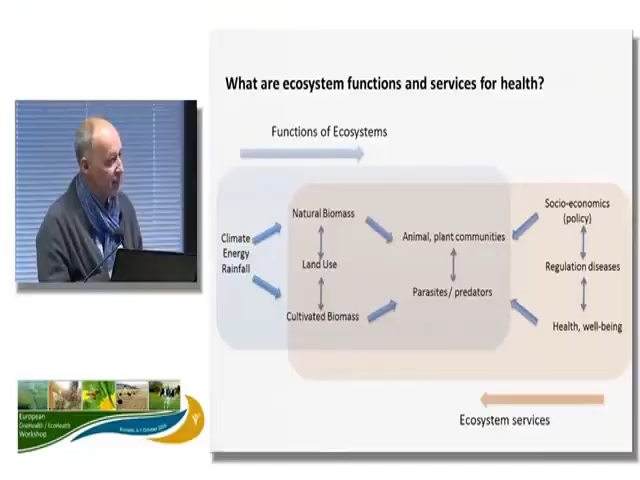 What are ecosystem functions and services for health?
Functions of Ecosystems
Climate
Energy
Rainfall
Natural Biomass
Land Use
Cultivated Biomass
Animal, plant communities
Parasites / predators
Socio-economics
(policy)
Regulation diseases
Health, well-being
Ecosystem services
European
OneHealth / EcoHealth
Workshop